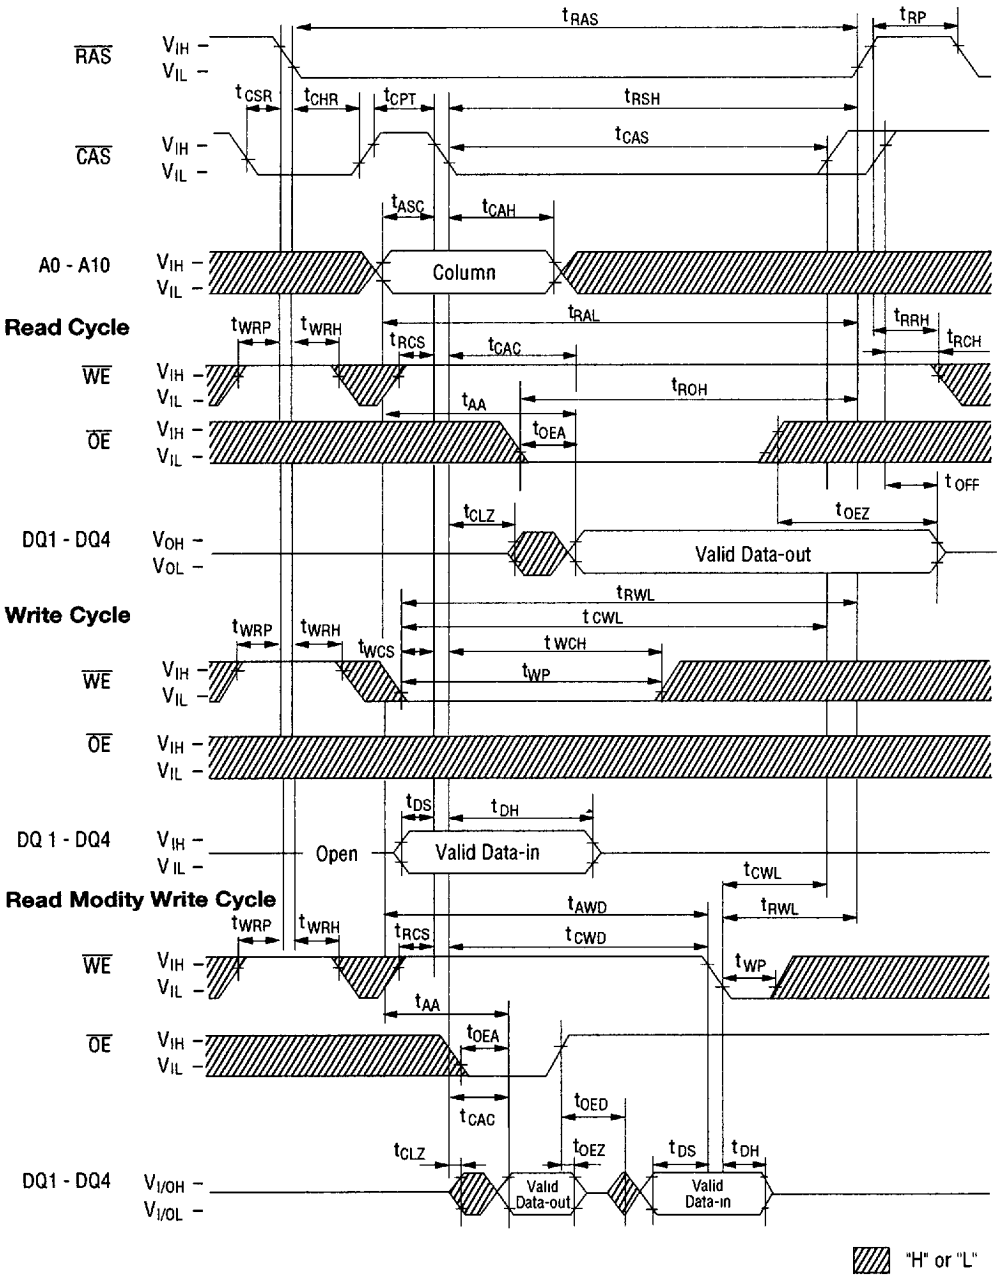 tRAS
tRP
RAS
VIH
VIL
tCSR
tCHR
tCPT
tRSH
tCAS
CAS
VIH
VIL
tASC
tCAH
A0 - A10
VIH
VIL
Column
Read Cycle
tRAL
tRRH
tRCH
tWRP
tWRH
tRCS
tCAC
WE
VIH
VIL
tROH
tAA
OE
VIH
VIL
tOEA
tOFF
tCLZ
tOEZ
DQ1 - DQ4
VOH
VOL
Valid Data-out
Write Cycle
tRWL
tCWL
tWRP
tWRH
tWCS
tWCH
WE
VIH
VIL
tWP
OE
VIH
VIL
tDS
tDH
DQ 1 - DQ4
VIH
VIL
Open
Valid Data-in
tCWL
Read Modity Write Cycle
tAWD
tRWL
tWRP
tWRH
tRCS
tCWD
WE
VIH
VIL
tWP
tAA
OE
VIH
VIL
tOEA
tCAC
tOED
tCLZ
tOEZ
tDS
tDH
DQ1 - DQ4
VI/OH
VI/OL
Valid
Data-out
Valid
Data-in
"H" or "L"